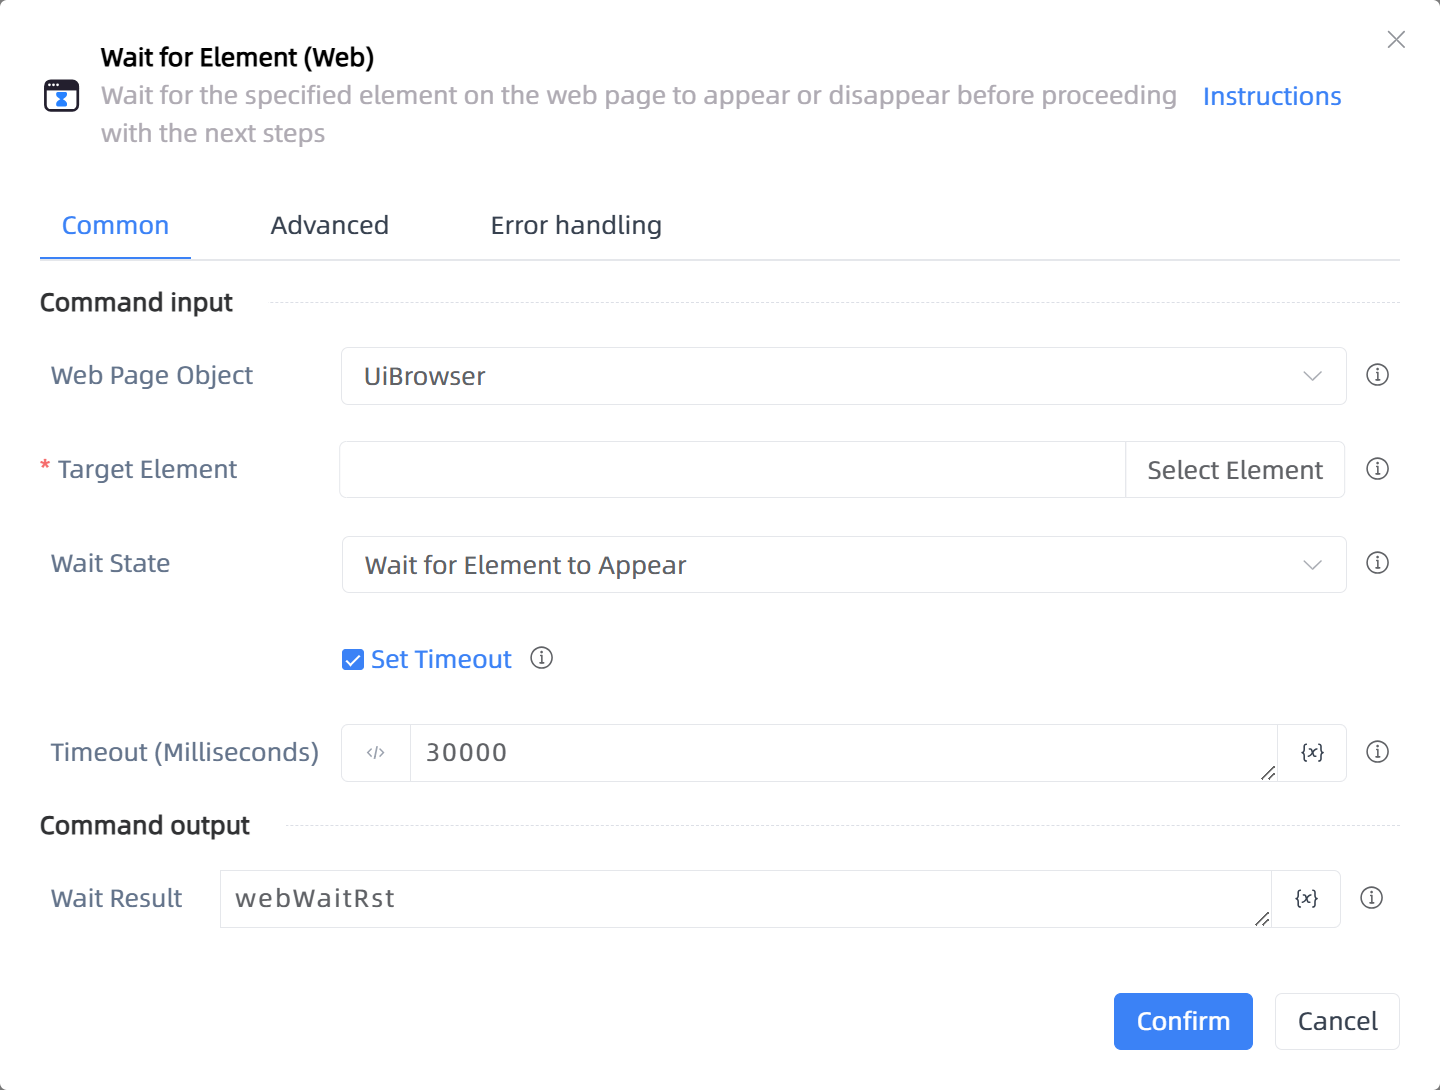 Wait for Element (Web)
Wait for the specified element on the web page to appear or disappear before proceeding
with the next steps
Instructions
Common
Advanced
Error handling
Command input
Web Page Object
UiBrowser
* Target Element
Select Element
Wait State
Wait for Element to Appear
Set Timeout
Timeout (Milliseconds)
</>
30000
{x}
Command output
Wait Result
webWaitRst
{x}
Confirm
Cancel